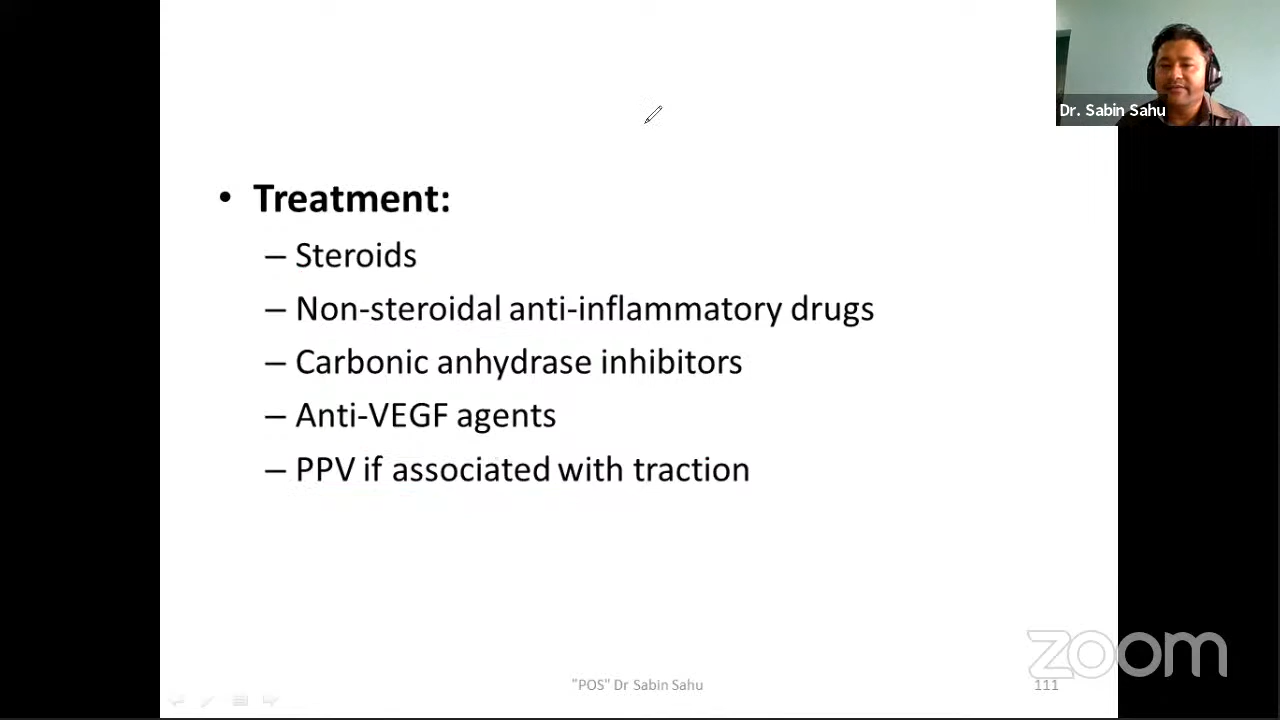 Dr. Sabin Sahu
• Treatment:
– Steroids
– Non-steroidal anti-inflammatory drugs
– Carbonic anhydrase inhibitors
– Anti-VEGF agents
– PPV if associated with traction
zoom
"POS" Dr Sabin Sahu
111